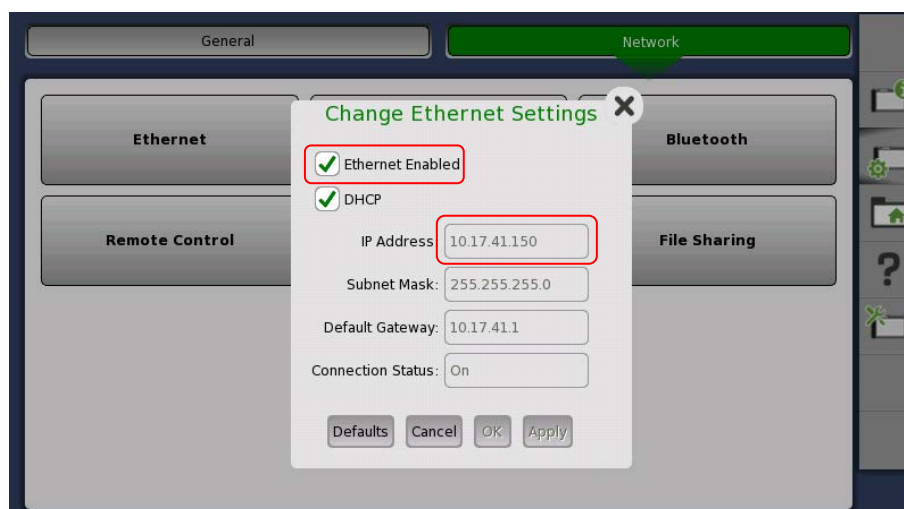 General
Network
Ethernet
Bluetooth
Remote Control
File Sharing
Change Ethernet Settings
Ethernet Enabled
DHCP
IP Address: 10.17.41.150
Subnet Mask: 255.255.255.0
Default Gateway: 10.17.41.1
Connection Status: On
Defaults
Cancel
OK
Apply
?